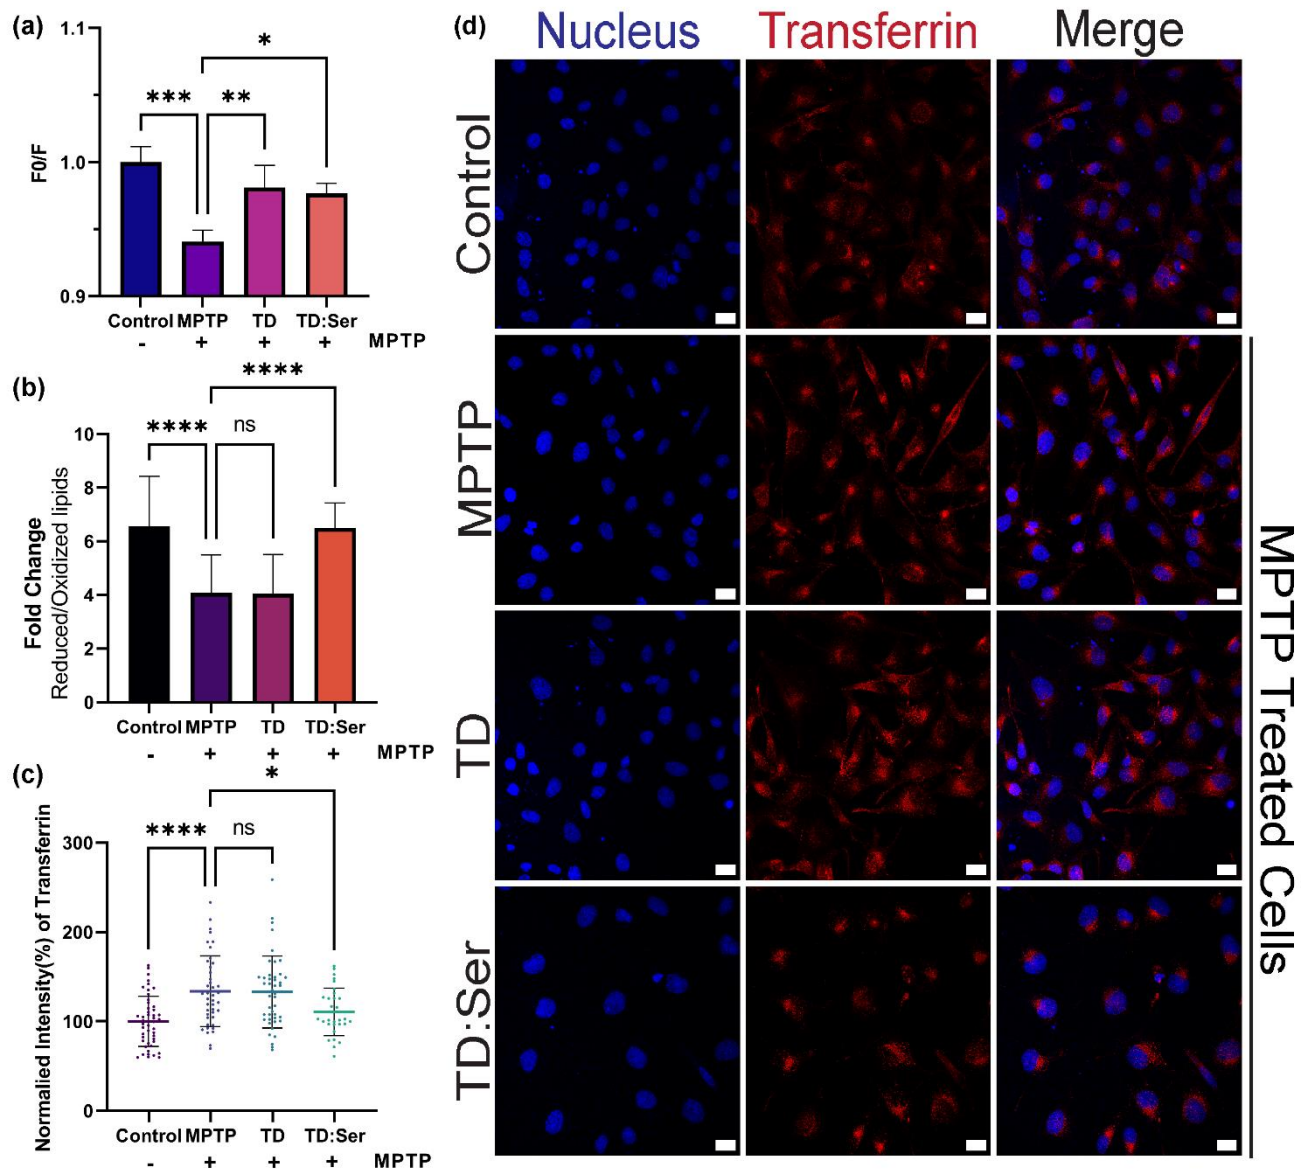 (a)
1.1
1.0
0.9
F0/F
*
*** **
Control MPTP TD TD:Ser
- + + + MPTP
(b)
****
**** ns
10
8
6
4
2
0
Fold Change
Reduced/Oxidized lipids
Control MPTP TD TD:Ser
- + + + MPTP
(c)
*
**** ns
300
200
100
0
Normalied Intensity(%) of Transferrin
Control MPTP TD TD:Ser
- + + + MPTP
(d)
Nucleus Transferrin Merge
Control
MPTP
TD
TD:Ser
MPTP Treated Cells